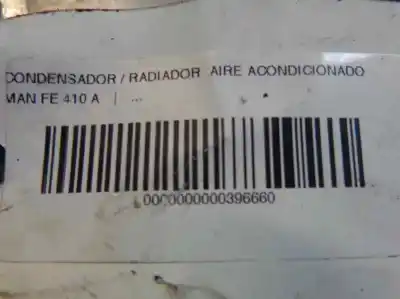 CONDENSADOR / RADIADOR AIRE ACONDICIONADO
MAN FE 410 A | ...
0000000000396660